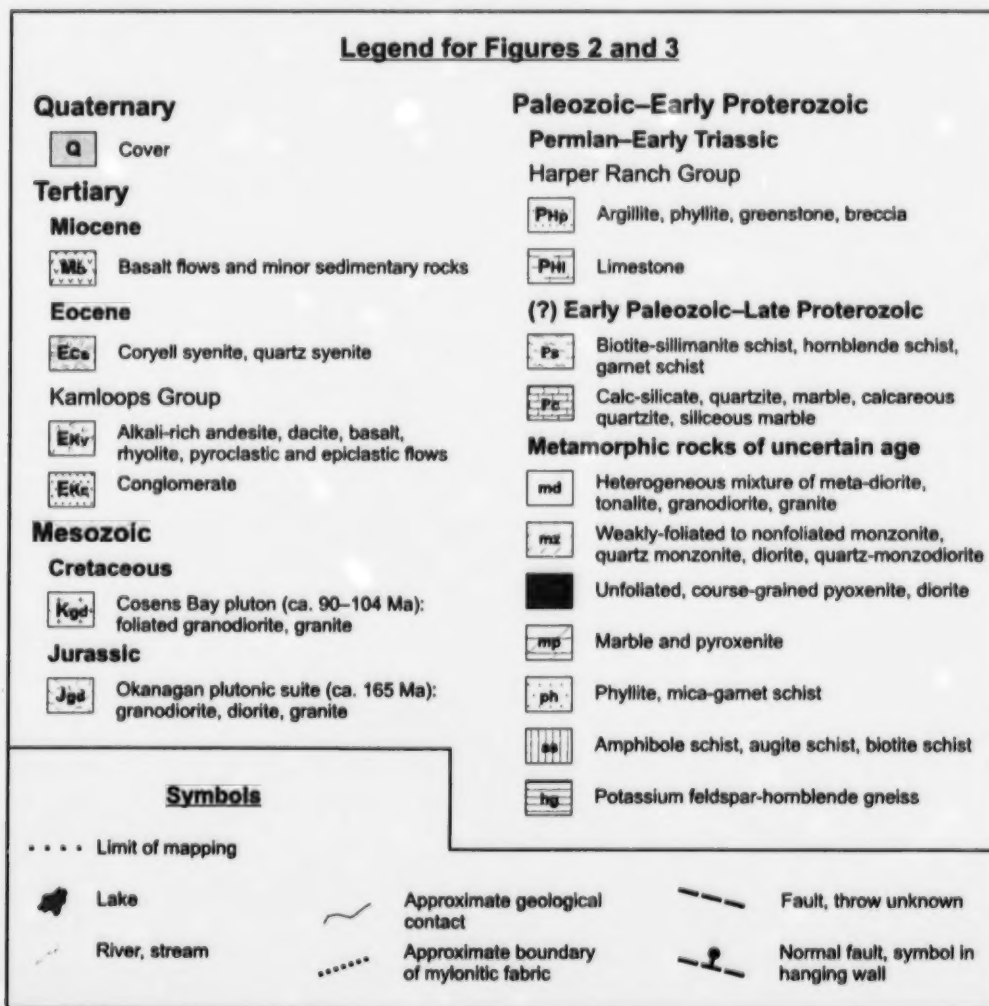 Legend for Figures 2 and 3
Quaternary
Q Cover
Tertiary
Miocene
Mb Basalt flows and minor sedimentary rocks
Eocene
Ecs Coryell syenite, quartz syenite
Kamloops Group
EKv Alkali-rich andesite, dacite, basalt,
rhyolite, pyroclastic and epiclastic flows
EKc Conglomerate
Mesozoic
Cretaceous
Kgd Cosens Bay pluton (ca. 90–104 Ma):
foliated granodiorite, granite
Jurassic
Jgd Okanagan plutonic suite (ca. 165 Ma):
granodiorite, diorite, granite
Paleozoic–Early Proterozoic
Permian–Early Triassic
Harper Ranch Group
PHp Argillite, phyllite, greenstone, breccia
PHl Limestone
(?) Early Paleozoic–Late Proterozoic
Ps Biotite-sillimanite schist, hornblende schist,
garnet schist
Pc Calc-silicate, quartzite, marble, calcareous
quartzite, siliceous marble
Metamorphic rocks of uncertain age
md Heterogeneous mixture of meta-diorite,
tonalite, granodiorite, granite
mz Weakly-foliated to nonfoliated monzonite,
quartz monzonite, diorite, quartz-monzodiorite
Unfoliated, course-grained pyoxenite, diorite
mp Marble and pyroxenite
ph Phyllite, mica-garnet schist
Amphibole schist, augite schist, biotite schist
hg Potassium feldspar-hornblende gneiss
Symbols
Limit of mapping
Lake
River, stream
Approximate geological
contact
Approximate boundary
of mylonitic fabric
Fault, throw unknown
Normal fault, symbol in
hanging wall